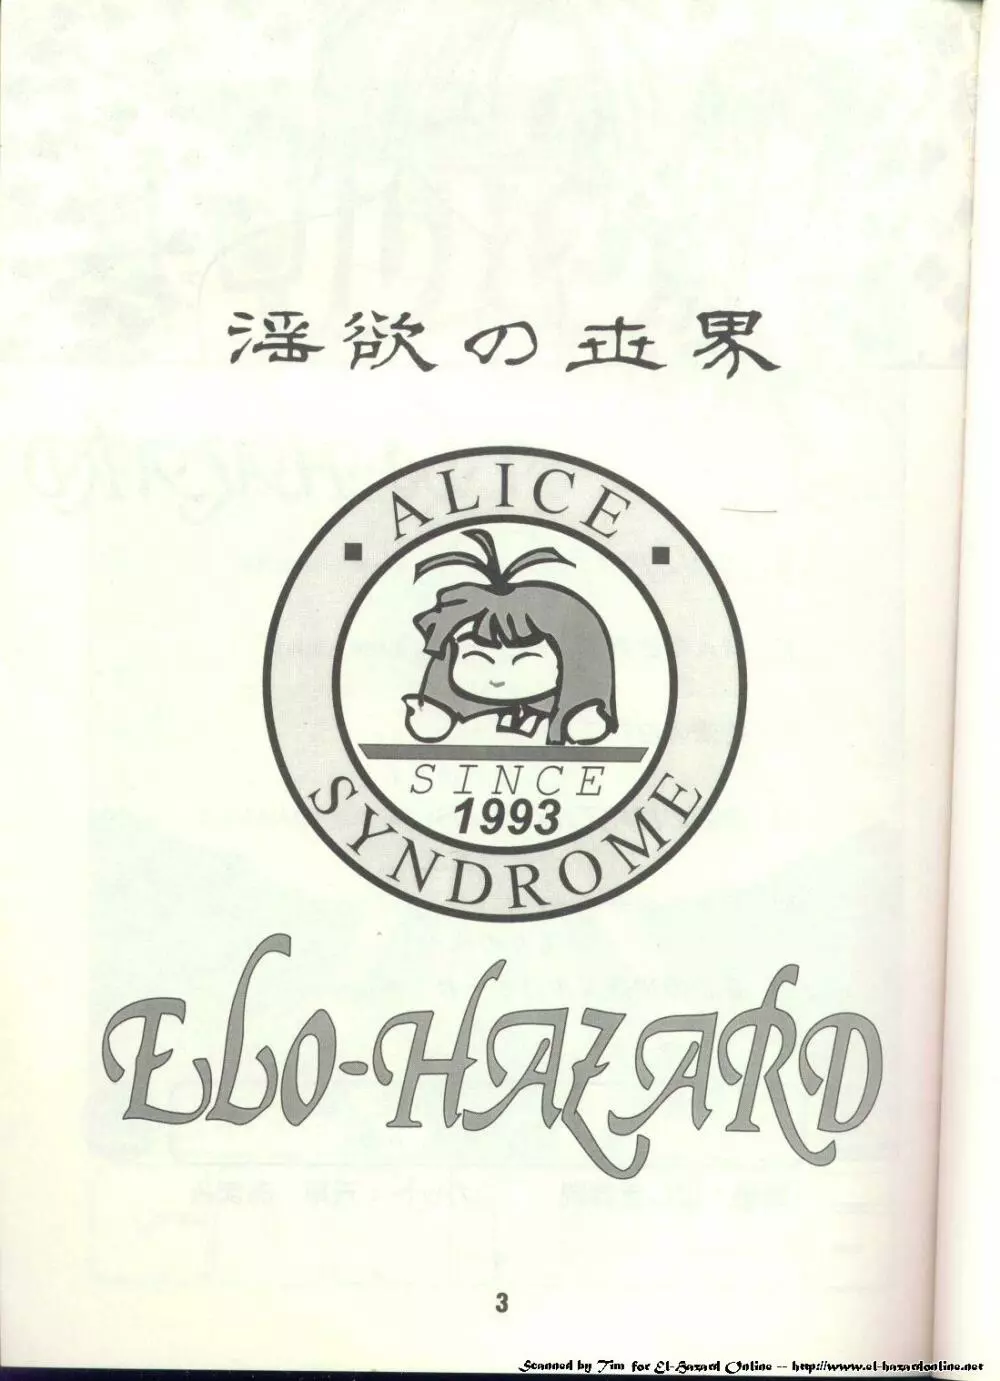 淫欲の世界
ALICE
SINCE
1993
SYNDROME
ELO-HAZARD
3
Scanned by Tim for El-Hazard Online -- http://www.el-hazardonline.net